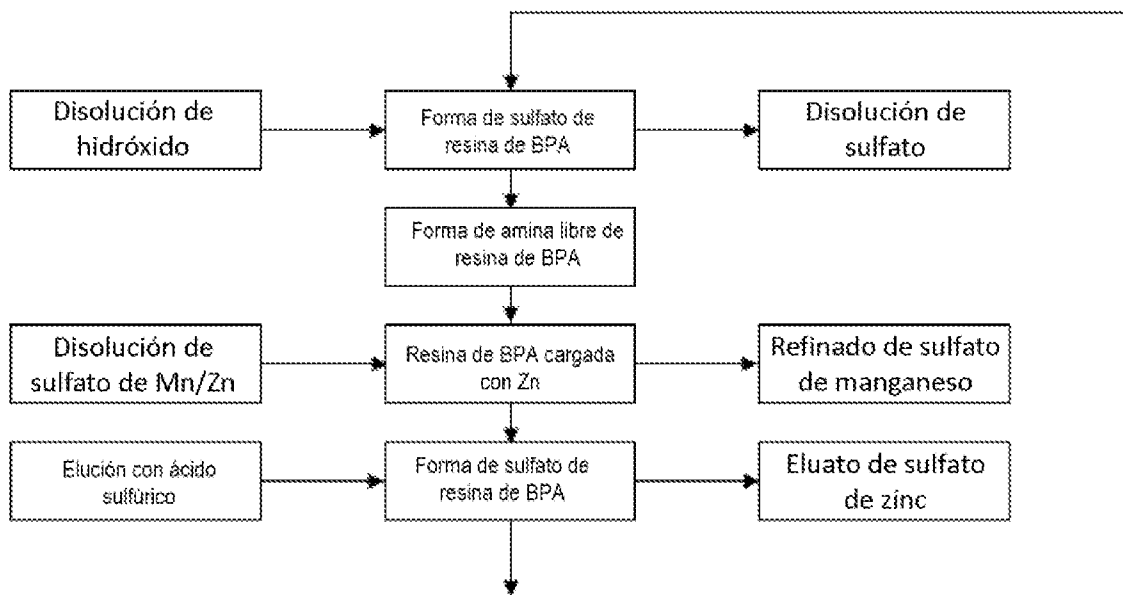 Disolución de
hidróxido
Forma de sulfato de
resina de BPA
Disolución de
sulfato
Forma de amina libre de
resina de BPA
Disolución de
sulfato de Mn/Zn
Resina de BPA cargada
con Zn
Refinado de sulfato
de manganeso
Elución con ácido
sulfúrico
Forma de sulfato de
resina de BPA
Eluato de sulfato
de zinc